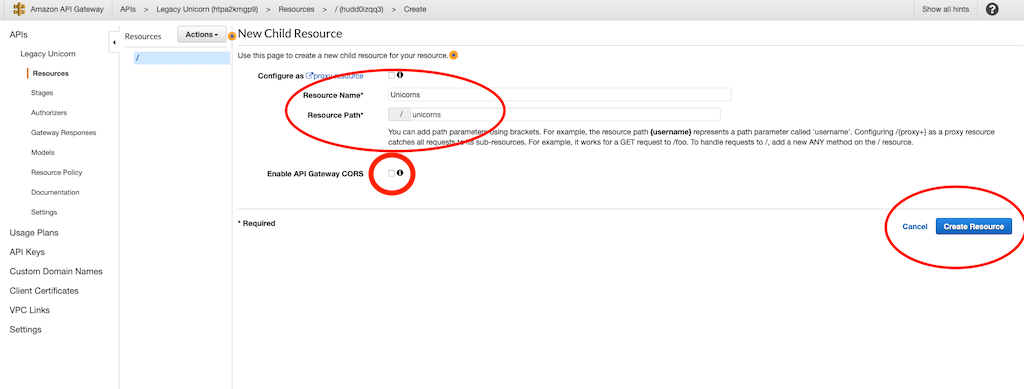 Amazon API Gateway APIs > Legacy Unicorn (htpa2kmgp9) > Resources > / (hudd0izqq3) > Create Show all hints ?
APIs
Legacy Unicorn
Resources
Stages
Authorizers
Gateway Responses
Models
Resource Policy
Documentation
Settings
Usage Plans
API Keys
Custom Domain Names
Client Certificates
VPC Links
Settings
Resources Actions
/
New Child Resource
Use this page to create a new child resource for your resource.
Configure as proxy resource
Resource Name* Unicorns
Resource Path* / unicorns
You can add path parameters using brackets. For example, the resource path {username} represents a path parameter called 'username'. Configuring /{proxy+} as a proxy resource
catches all requests to its sub-resources. For example, it works for a GET request to /foo. To handle requests to /, add a new ANY method on the / resource.
Enable API Gateway CORS
* Required
Cancel Create Resource